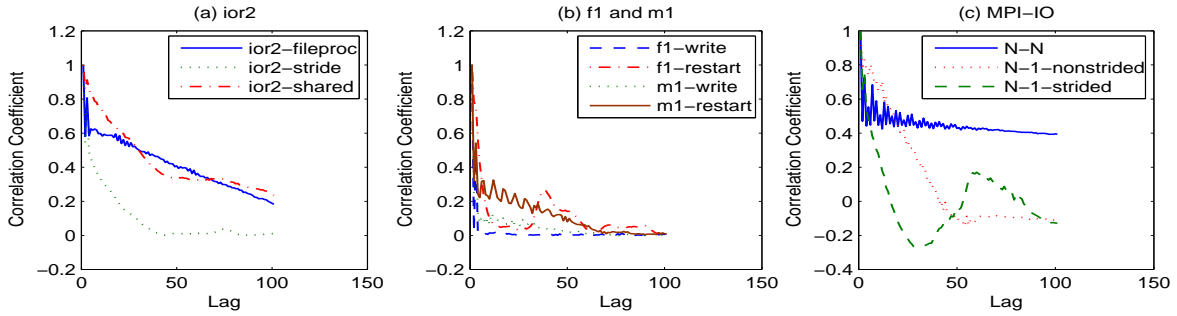 (a) ior2
Correlation Coefficient
1.2
1
0.8
0.6
0.4
0.2
0
−0.2
0
50
100
150
Lag
ior2−fileproc
ior2−stride
ior2−shared
(b) f1 and m1
Correlation Coefficient
1.2
1
0.8
0.6
0.4
0.2
0
−0.2
0
50
100
150
Lag
f1−write
f1−restart
m1−write
m1−restart
(c) MPI−IO
Correlation Coefficient
1
0.8
0.6
0.4
0.2
0
−0.2
−0.4
0
50
100
150
Lag
N−N
N−1−nonstrided
N−1−strided